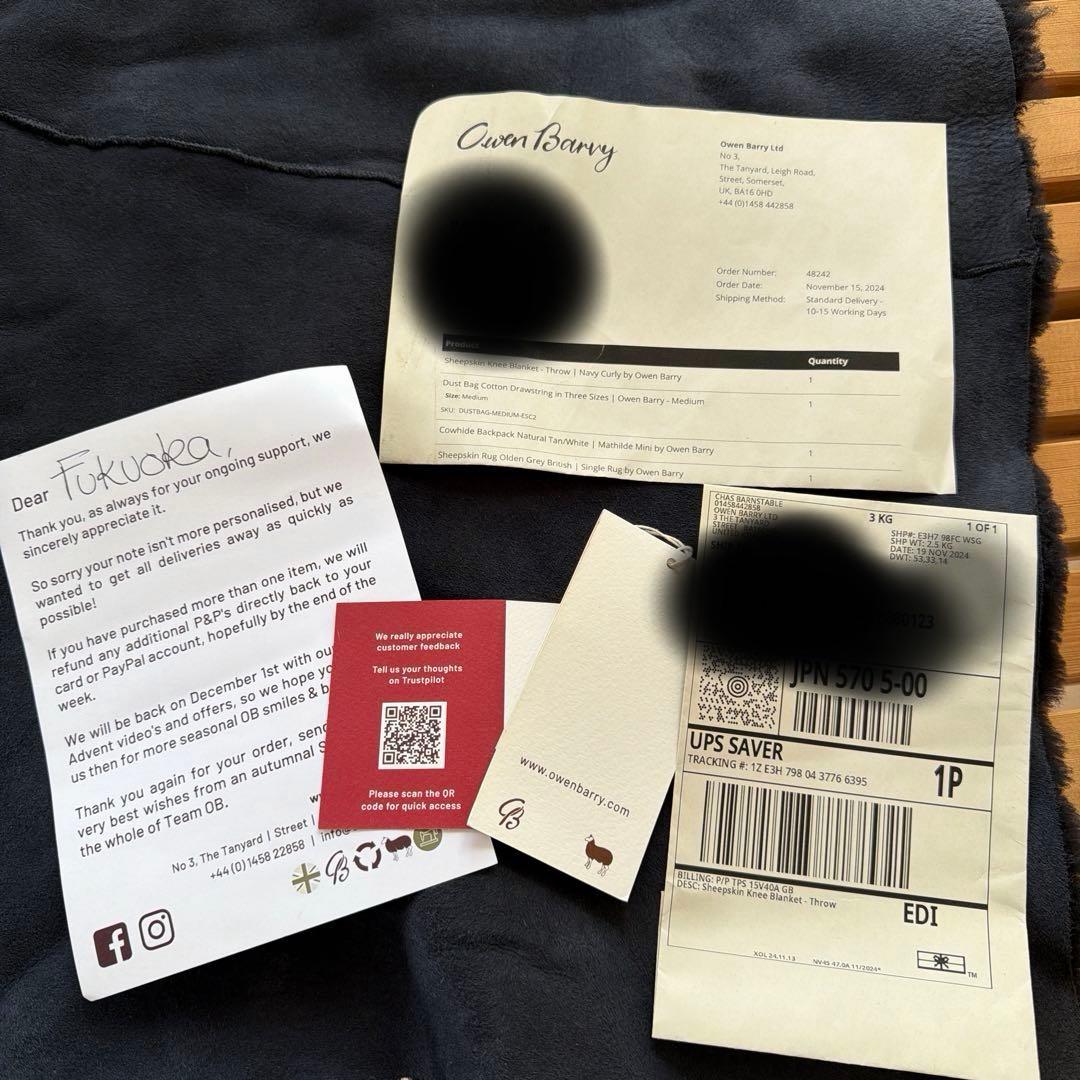 Owen Barry
Owen Barry Ltd
No 3,
The Tanyard, Leigh Road,
Street, Somerset,
UK, BA16 0HD
+44 (0)1458 442858
Order Number: 48242
Order Date: November 15, 2024
Shipping Method: Standard Delivery -
10-15 Working Days
Product Quantity
Sheepskin Knee Blanket - Throw | Navy Curly by Owen Barry 1
Dust Bag Cotton Drawstring in Three Sizes | Owen Barry - Medium 1
Size: Medium
SKU: DUSTBAG-MEDIUM-ESC2
Cowhide Backpack Natural Tan/White | Mathilde Mini by Owen Barry 1
Sheepskin Rug Olden Grey British | Single Rug by Owen Barry 1
Dear Fukuoka,
Thank you, as always for your ongoing support, we
sincerely appreciate it.
So sorry your note isn't more personalised, but we
wanted to get all deliveries away as quickly as
possible!
If you have purchased more than one item, we will
refund any additional P&P's directly back to your
card or PayPal account, hopefully by the end of the
week.
We will be back on December 1st with our
Advent video's and offers, so we hope
us then for more seasonal OB smiles &
Thank you again for your order,
very best wishes from an autumnal
the whole of Team OB.
No 3, The Tanyard | Street |
+44 (0)1458 22858 |
We really appreciate
customer feedback
Tell us your thoughts
on Trustpilot
Please scan the QR
code for quick access
www.owenbarry.com
CHAS BARNSTABLE
01458442858
OWEN BARRY LTD
3 THE TANYARD
STREET
3 KG
1 OF 1
SHP#: E3H7 98FC WSG
SHP WT: 2.5 KG
DATE: 19 NOV 2024
DWT: 53,33,14
JPN 570 5-00
UPS SAVER
TRACKING #: 1Z E3H 798 04 3776 6395
1P
BILLING: P/P TPS 15V40A GB
DESC: Sheepskin Knee Blanket - Throw
EDI
XOL 24.11.13 NV45 47.0A 11/2024*
TM